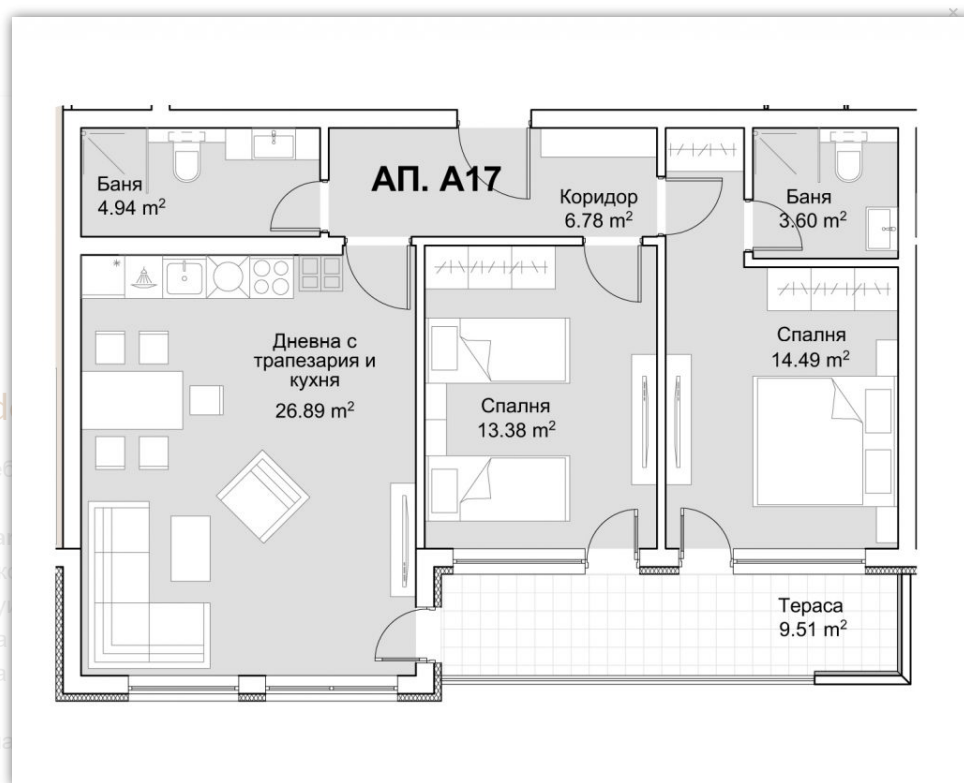 АП. А17
Баня
4.94 m²
Коридор
6.78 m²
Баня
3.60 m²
Дневна с
трапезария и
кухня
26.89 m²
Спалня
13.38 m²
Спалня
14.49 m²
Тераса
9.51 m²